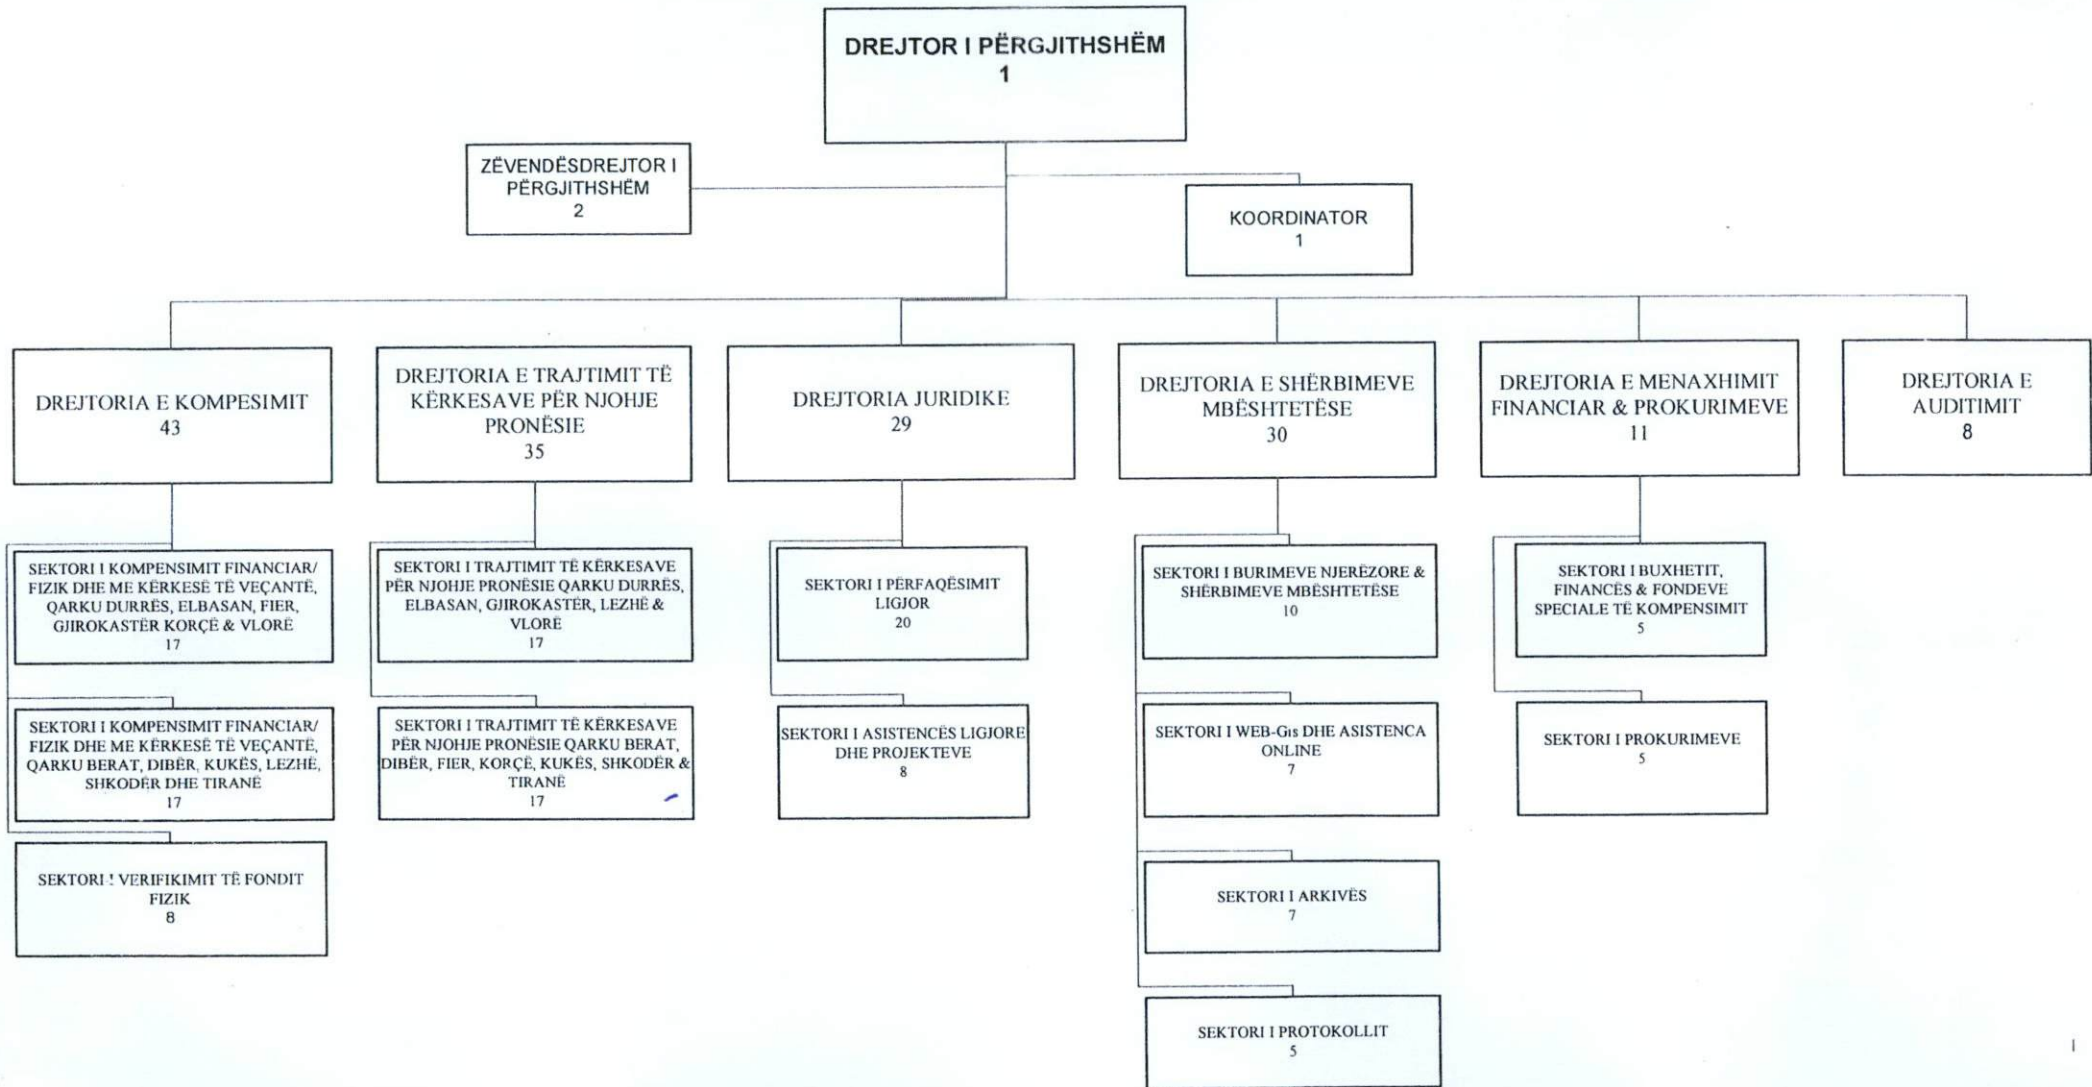 DREJTOR I PËRGJITHSHËM
1
ZËVENDËSDREJTOR I
PËRGJITHSHËM
2
KOORDINATOR
1
DREJTORIA E KOMPESIMIT
43
DREJTORIA E TRAJTIMIT TË
KËRKESAVE PËR NJOHJE
PRONËSIE
35
DREJTORIA JURIDIKE
29
DREJTORIA E SHËRBIMEVE
MBËSHTETËSE
30
DREJTORIA E MENAXHIMIT
FINANCIAR & PROKURIMEVE
11
DREJTORIA E
AUDITIMIT
8
SEKTORI I KOMPENSIMIT FINANCIAR/
FIZIK DHE ME KËRKESË TË VEÇANTË,
QARKU DURRËS, ELBASAN, FIER,
GJIROKASTËR KORÇË & VLORË
17
SEKTORI I TRAJTIMIT TË KËRKESAVE
PËR NJOHJE PRONËSIE QARKU DURRËS,
ELBASAN, GJIROKASTËR, LEZHË &
VLORË
17
SEKTORI I PËRFAQËSIMIT
LIGJOR
20
SEKTORI I BURIMEVE NJERËZORE &
SHËRBIMEVE MBËSHTETËSE
10
SEKTORI I BUXHETIT,
FINANCËS & FONDEVE
SPECIALE TË KOMPENSIMIT
5
SEKTORI I KOMPENSIMIT FINANCIAR/
FIZIK DHE ME KËRKESË TË VEÇANTË,
QARKU BERAT, DIBËR, KUKËS, LEZHË,
SHKODËR DHE TIRANË
17
SEKTORI I TRAJTIMIT TË KËRKESAVE
PËR NJOHJE PRONËSIE QARKU BERAT,
DIBËR, FIER, KORÇË, KUKËS, SHKODËR &
TIRANË
17
SEKTORI I ASISTENCËS LIGJORE
DHE PROJEKTEVE
8
SEKTORI I WEB-Gis DHE ASISTENCA
ONLINE
7
SEKTORI I PROKURIMEVE
5
SEKTORI I VERIFIKIMIT TË FONDIT
FIZIK
8
SEKTORI I ARKIVËS
7
SEKTORI I PROTOKOLLIT
5
1